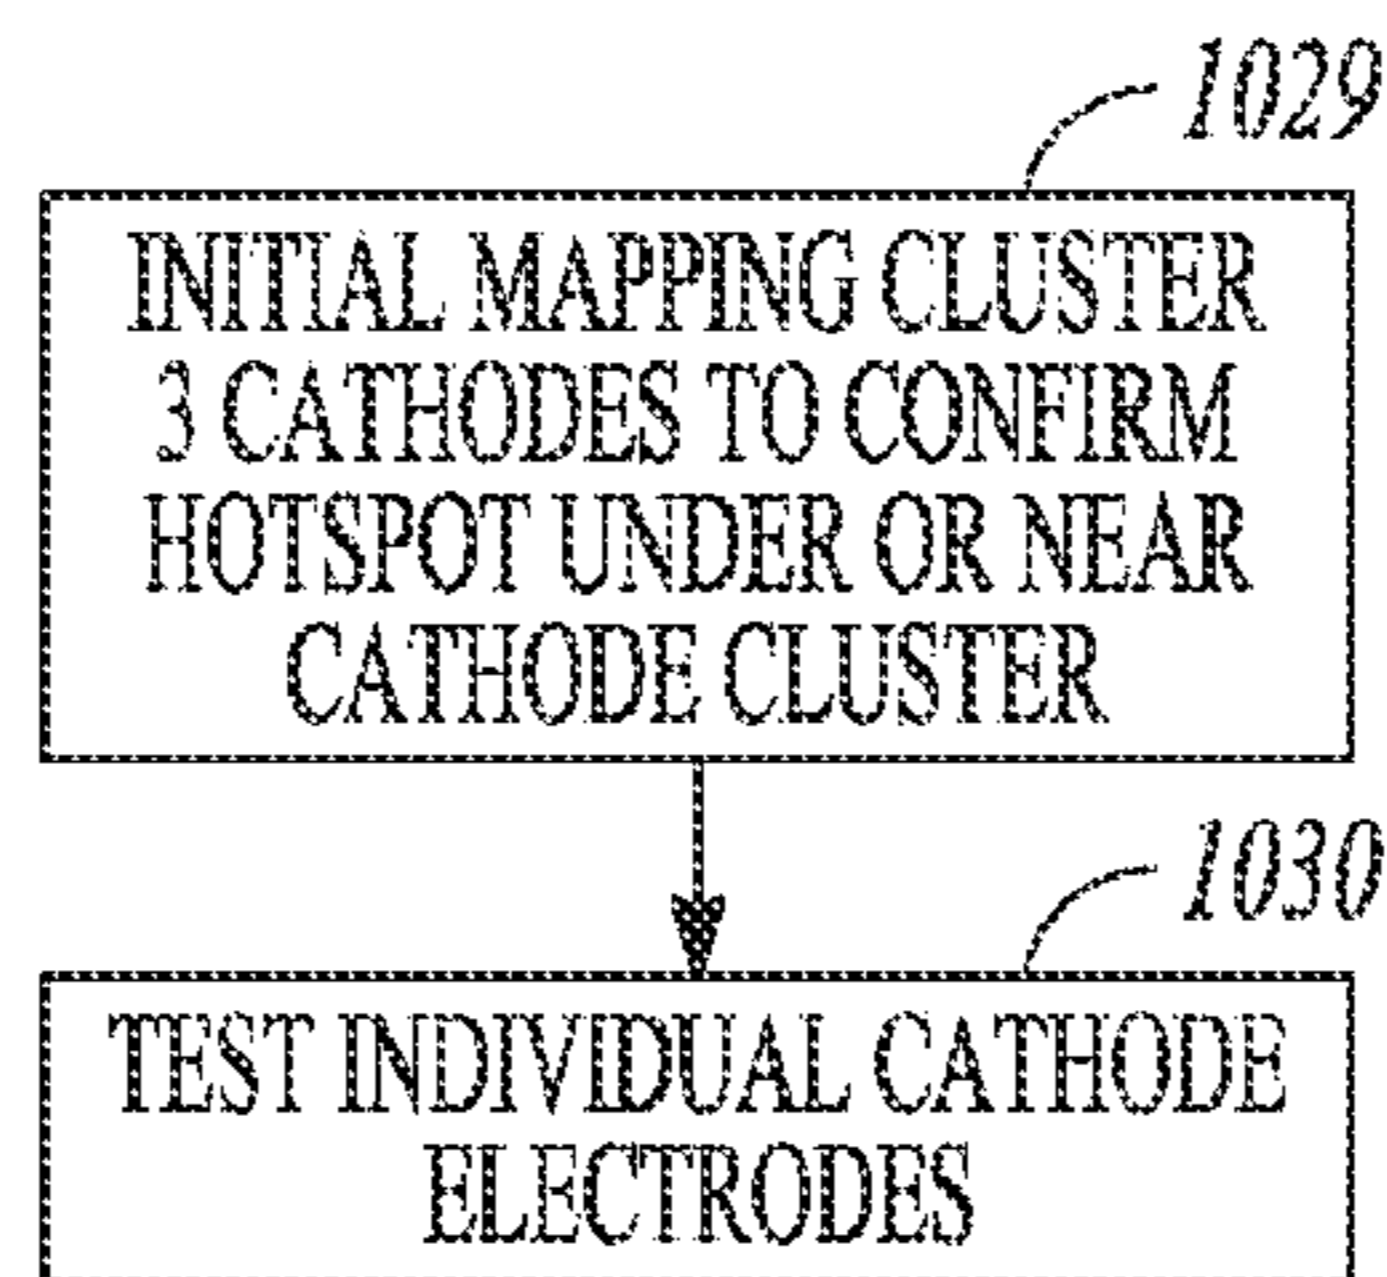 1029
INITIAL MAPPING CLUSTER
3 CATHODES TO CONFIRM
HOTSPOT UNDER OR NEAR
CATHODE CLUSTER
1030
TEST INDIVIDUAL CATHODE
ELECTRODES